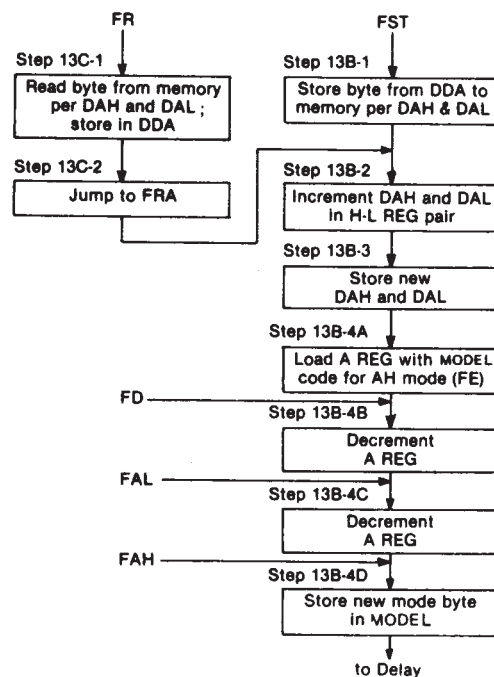 FR
Step 13C-1
Read byte from memory
per DAH and DAL ;
store in DDA
Step 13C-2
Jump to FRA
FST
Step 13B-1
Store byte from DDA to
memory per DAH & DAL
Step 13B-2
Increment DAH and DAL
in H-L REG pair
Step 13B-3
Store new
DAH and DAL
Step 13B-4A
Load A REG with MODEL
code for AH mode (FE)
FD
Step 13B-4B
Decrement
A REG
FAL
Step 13B-4C
Decrement
A REG
FAH
Step 13B-4D
Store new mode byte
in MODEL
to Delay